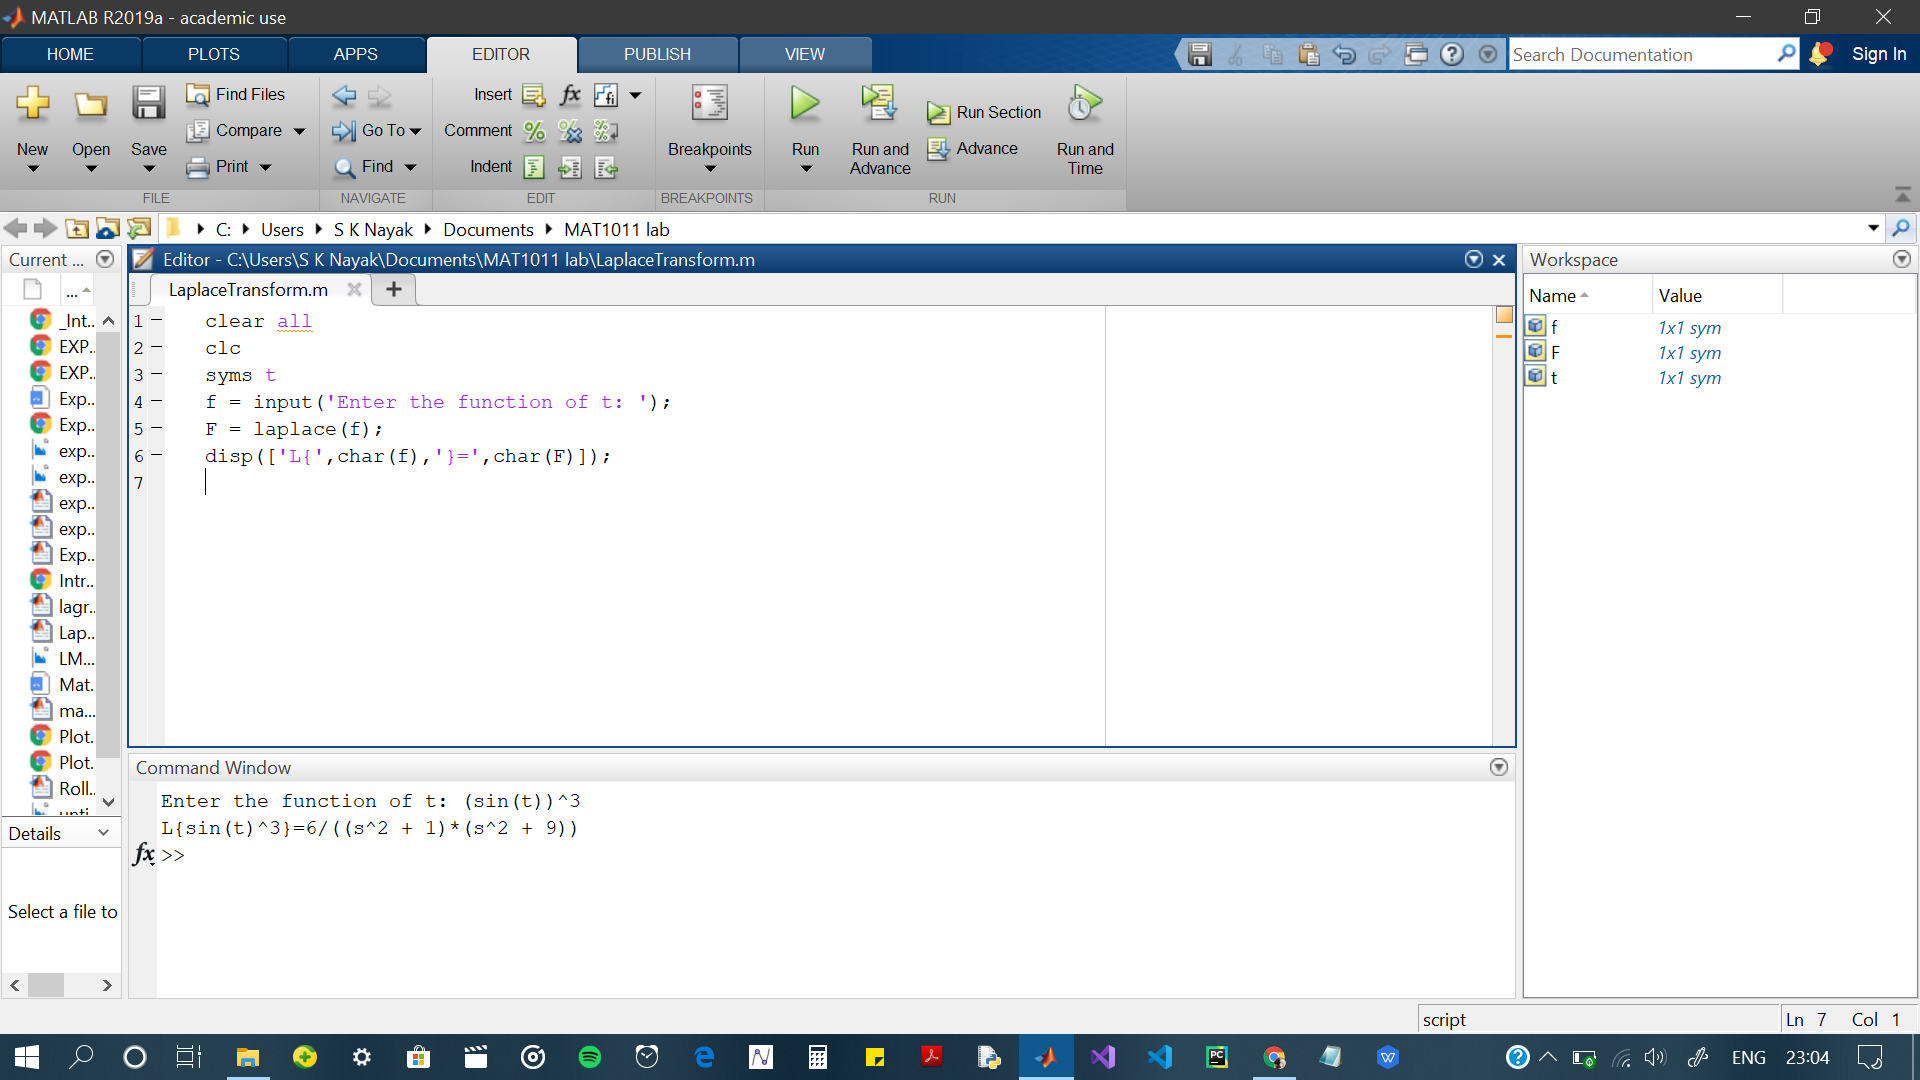 MATLAB R2019a - academic use
HOME PLOTS APPS EDITOR PUBLISH VIEW
Search Documentation
Sign In
New
Open
Save
Find Files
Compare
Print
FILE
Go To
Find
NAVIGATE
Insert
Comment
Indent
EDIT
Breakpoints
BREAKPOINTS
Run
Run and Advance
Run Section
Advance
Run and Time
RUN
C: Users S K Nayak Documents MAT1011 lab
Current ...
...
_Int..
EXP..
EXP..
Exp..
Exp..
exp..
exp..
exp..
exp..
Exp..
Intr..
lagr..
Lap..
LM...
Mat.
ma...
Plot.
Plot.
Roll..
unti
Details
Select a file to
Editor - C:\Users\S K Nayak\Documents\MAT1011 lab\LaplaceTransform.m
LaplaceTransform.m
1 clear all
2 clc
3 syms t
4 f = input('Enter the function of t: ');
5 F = laplace(f);
6 disp(['L{',char(f),'}=',char(F)]);
7
Command Window
Enter the function of t: (sin(t))^3
L{sin(t)^3}=6/((s^2 + 1)*(s^2 + 9))
fx >>
Workspace
Name Value
f 1x1 sym
F 1x1 sym
t 1x1 sym
script
Ln 7 Col 1
ENG 23:04